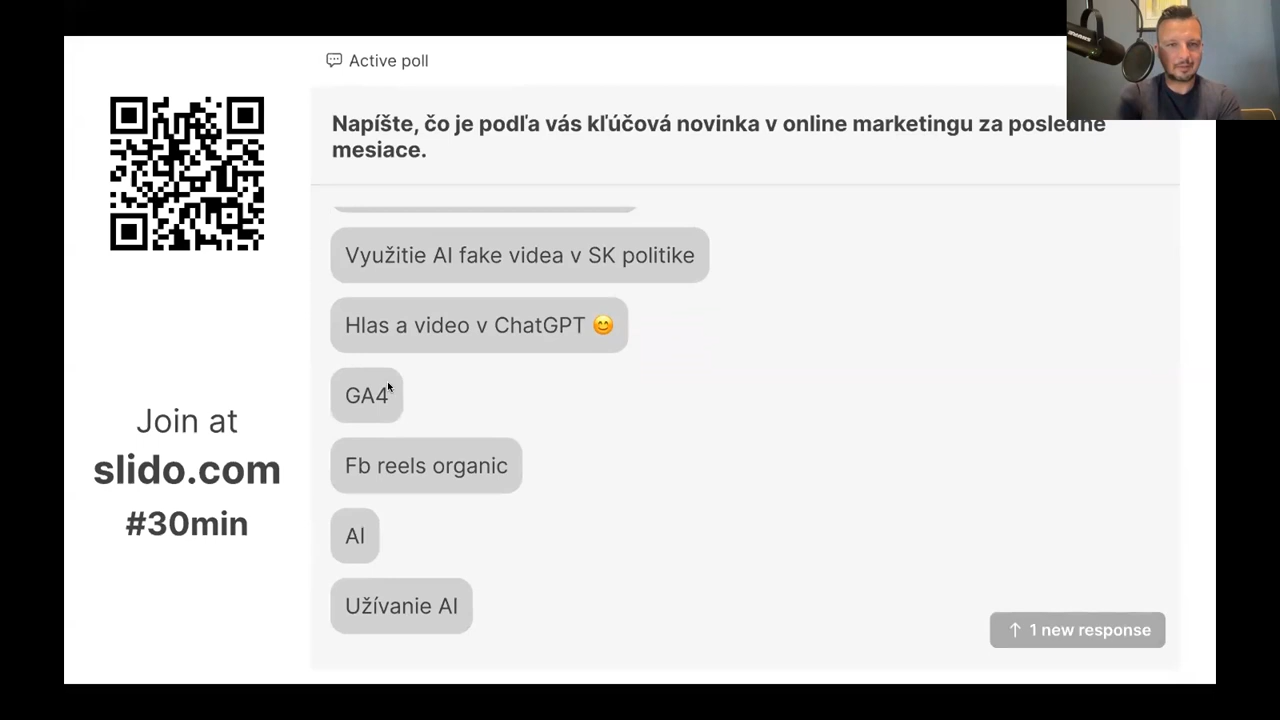 Active poll
Napíšte, čo je podľa vás kľúčová novinka v online marketingu za posledné
mesiace.
Využitie AI fake videa v SK politike
Hlas a video v ChatGPT 😊
GA4
Fb reels organic
AI
Užívanie AI
1 new response
Join at
slido.com
#30min